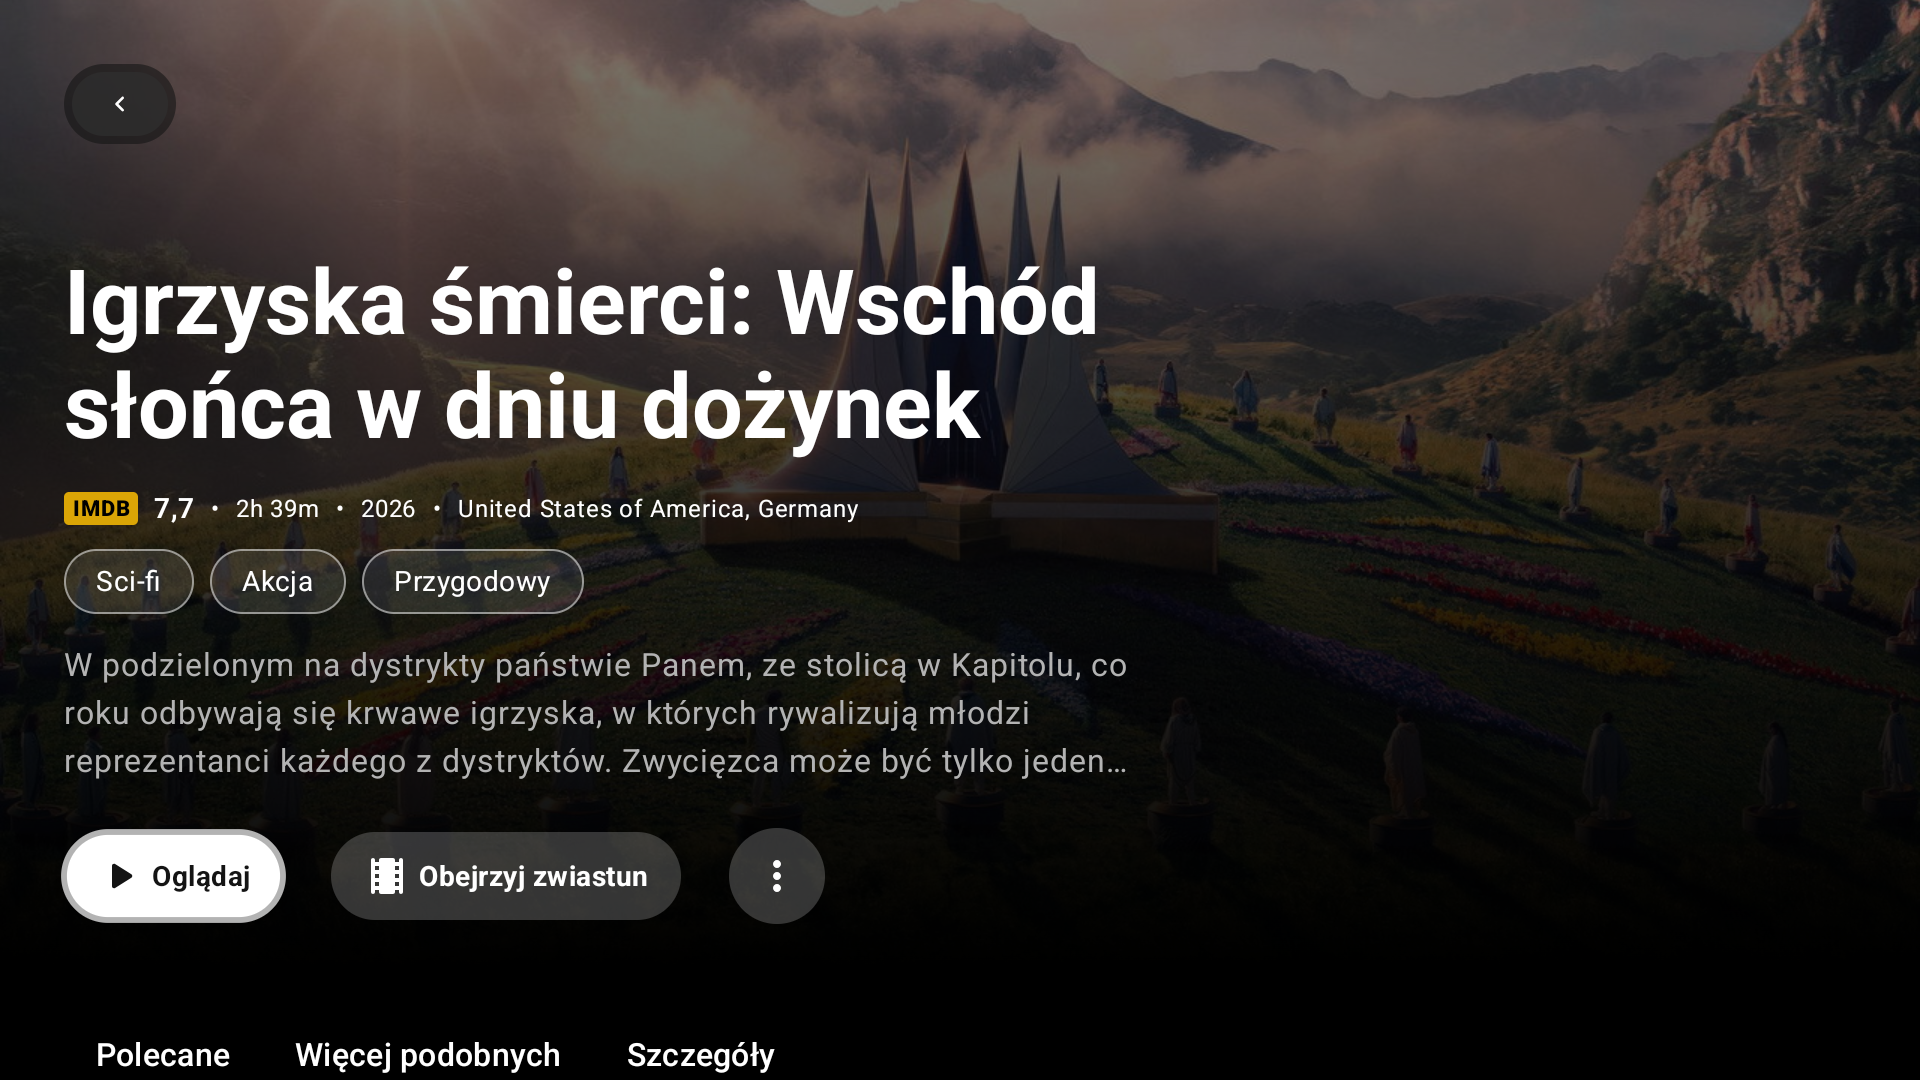 Igrzyska śmierci: Wschód
słońca w dniu dożynek
IMDB 7,7 • 2h 39m • 2026 • United States of America, Germany
Sci-fi Akcja Przygodowy
W podzielonym na dystrykty państwie Panem, ze stolicą w Kapitolu, co
roku odbywają się krwawe igrzyska, w których rywalizują młodzi
reprezentanci każdego z dystryktów. Zwycięzca może być tylko jeden…
Oglądaj Obejrzyj zwiastun
Polecane Więcej podobnych Szczegóły